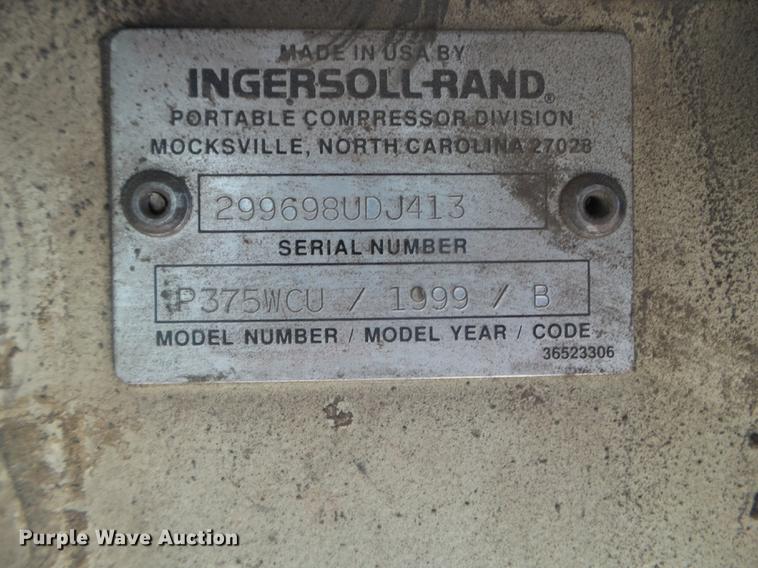 MADE IN USA BY
INGERSOLL-RAND®
PORTABLE COMPRESSOR DIVISION
MOCKSVILLE, NORTH CAROLINA 27028
299698UDJ413
SERIAL NUMBER
P375WCU / 1999 / B
MODEL NUMBER / MODEL YEAR / CODE
36523306
Purple Wave Auction